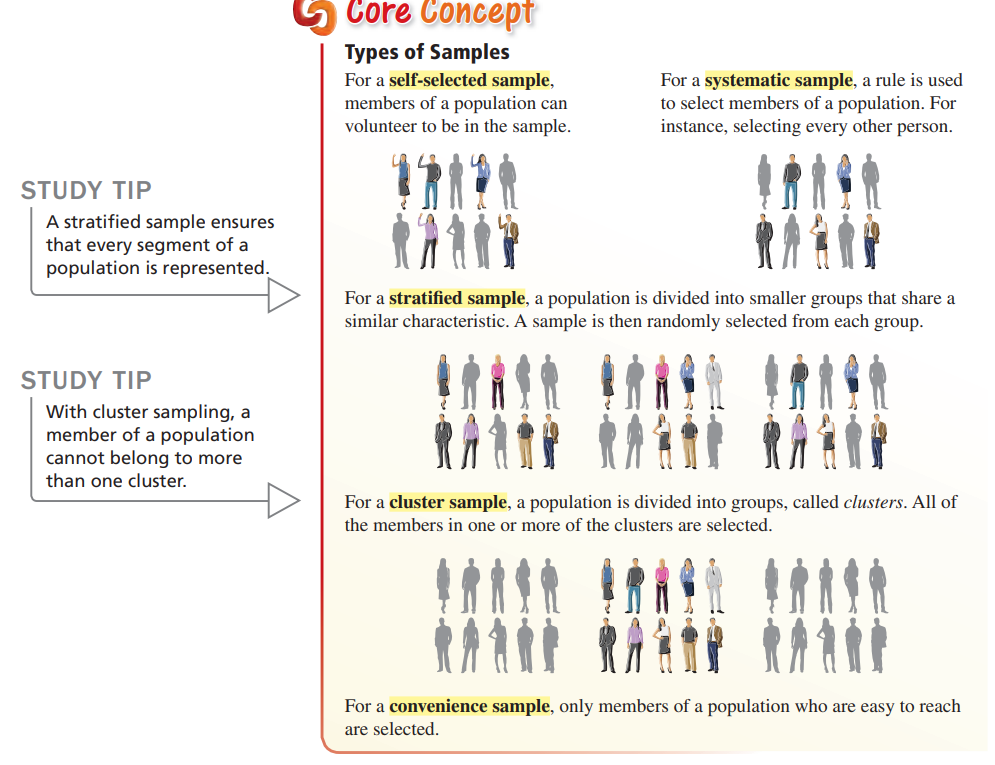 Core Concept
Types of Samples
For a self-selected sample,
members of a population can
volunteer to be in the sample.
For a systematic sample, a rule is used
to select members of a population. For
instance, selecting every other person.
STUDY TIP
A stratified sample ensures
that every segment of a
population is represented.
For a stratified sample, a population is divided into smaller groups that share a
similar characteristic. A sample is then randomly selected from each group.
STUDY TIP
With cluster sampling, a
member of a population
cannot belong to more
than one cluster.
For a cluster sample, a population is divided into groups, called clusters. All of
the members in one or more of the clusters are selected.
For a convenience sample, only members of a population who are easy to reach
are selected.